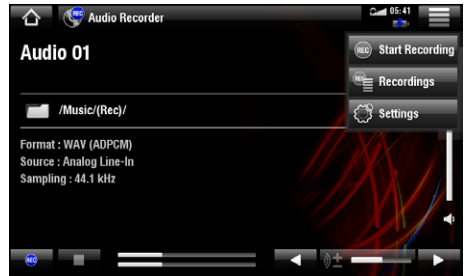 Audio Recorder
05:41
Audio 01
REC Start Recording
Recordings
Settings
/Music/(Rec)/
Format : WAV (ADPCM)
Source : Analog Line-In
Sampling : 44.1 kHz
REC